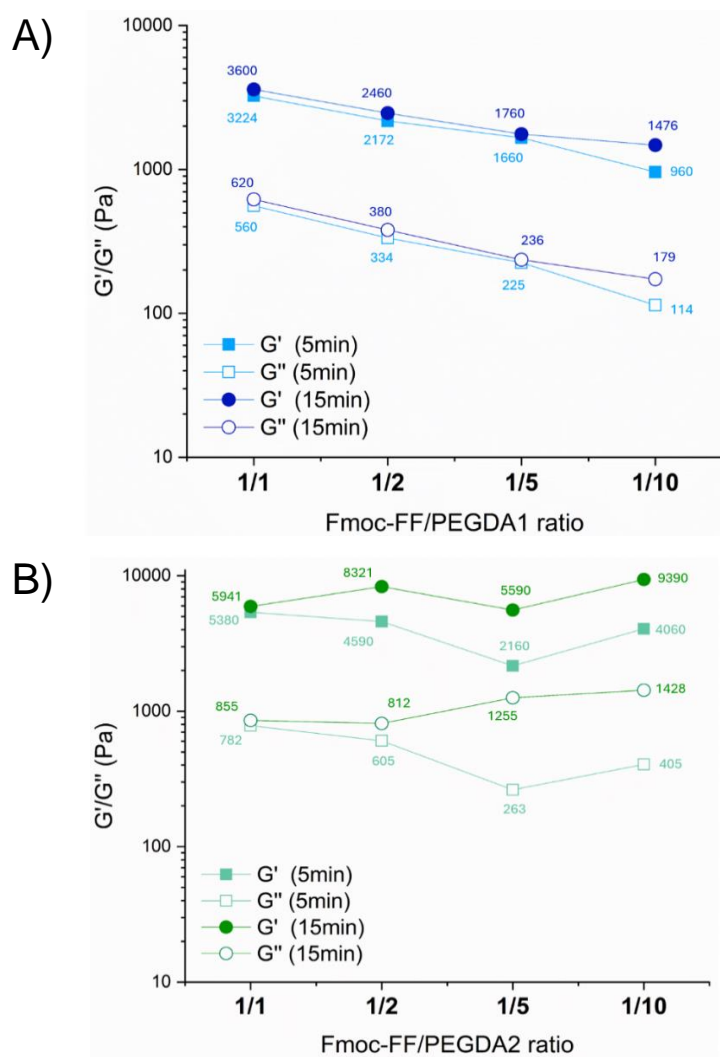 A)
10000
3600
2460
1760
1476
3224
2172
1660
960
1000
620
380
236
179
560
334
225
114
100
G'/G'' (Pa)
G' (5min)
G'' (5min)
G' (15min)
G'' (15min)
10
1/1 1/2 1/5 1/10
Fmoc-FF/PEGDA1 ratio
B)
10000
5941
8321
5590
9390
5380
4590
2160
4060
1000
855
812
1255
1428
782
605
263
405
100
G'/G'' (Pa)
G' (5min)
G'' (5min)
G' (15min)
G'' (15min)
10
1/1 1/2 1/5 1/10
Fmoc-FF/PEGDA2 ratio